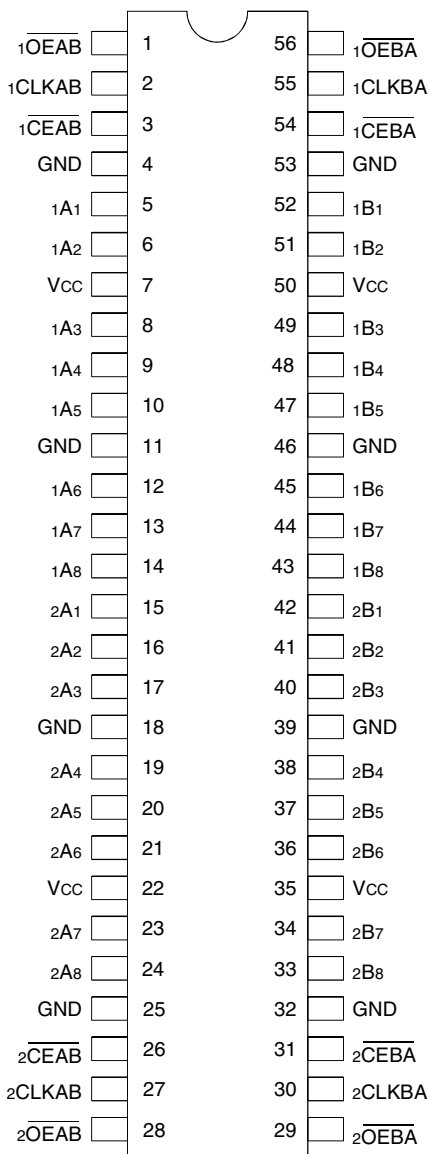 1OEAB 1 56 1OEBA
1CLKAB 2 55 1CLKBA
1CEAB 3 54 1CEBA
GND 4 53 GND
1A1 5 52 1B1
1A2 6 51 1B2
VCC 7 50 VCC
1A3 8 49 1B3
1A4 9 48 1B4
1A5 10 47 1B5
GND 11 46 GND
1A6 12 45 1B6
1A7 13 44 1B7
1A8 14 43 1B8
2A1 15 42 2B1
2A2 16 41 2B2
2A3 17 40 2B3
GND 18 39 GND
2A4 19 38 2B4
2A5 20 37 2B5
2A6 21 36 2B6
VCC 22 35 VCC
2A7 23 34 2B7
2A8 24 33 2B8
GND 25 32 GND
2CEAB 26 31 2CEBA
2CLKAB 27 30 2CLKBA
2OEAB 28 29 2OEBA